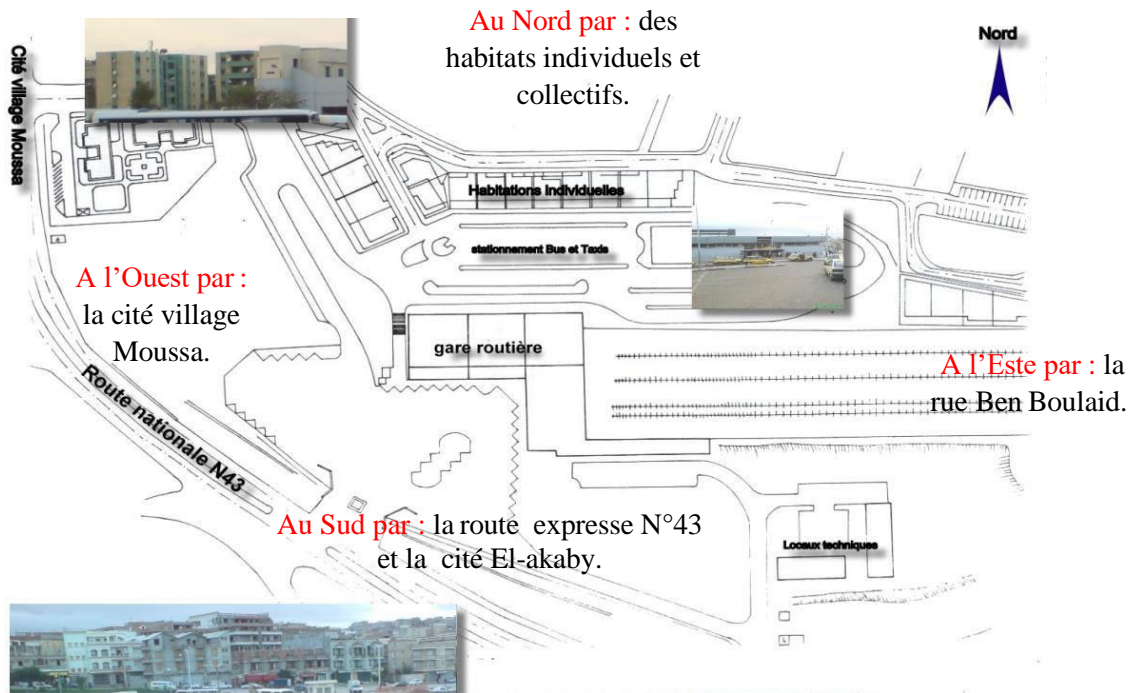 Au Nord par : des
habitats individuels et
collectifs.
Nord
Cité village Moussa
Habitations Individuelles
stationnement Bus et Taxis
A l'Ouest par :
la cité village
Moussa.
gare routière
A l'Este par : la
rue Ben Boulaid.
Route nationale N43
Au Sud par : la route expresse N°43
et la cité El-akaby.
Locaux techniques